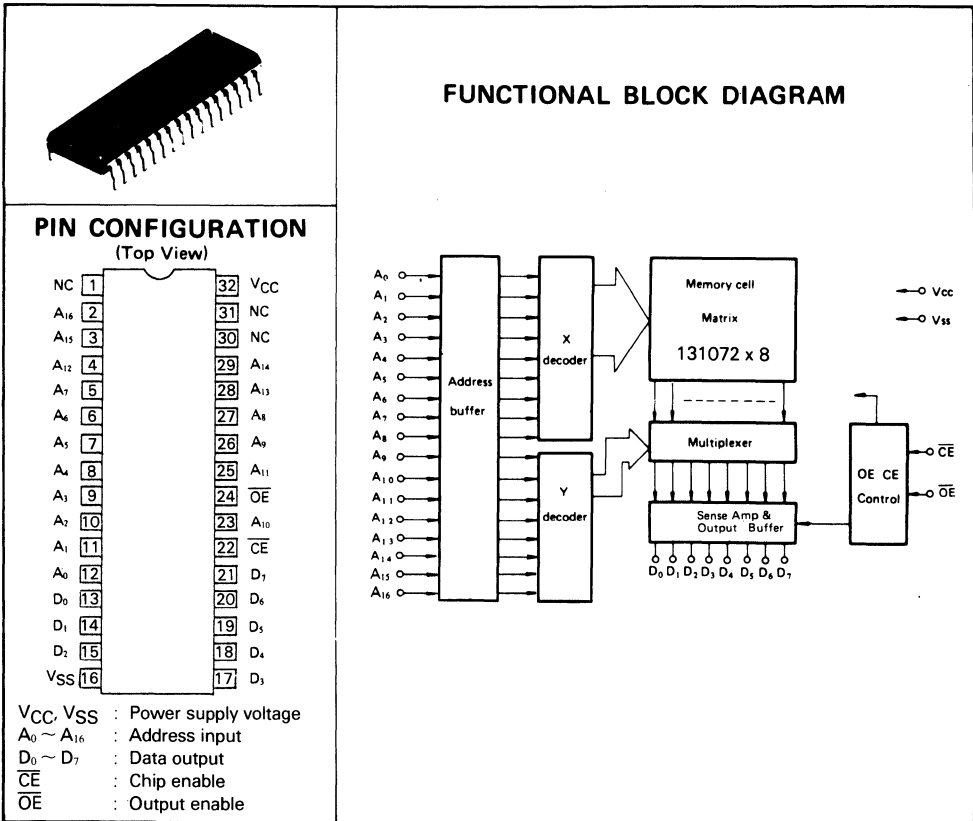 PIN CONFIGURATION
(Top View)
NC 1 32 VCC
A16 2 31 NC
A15 3 30 NC
A12 4 29 A14
A7 5 28 A13
A6 6 27 A8
A5 7 26 A9
A4 8 25 A11
A3 9 24 OE
A2 10 23 A10
A1 11 22 CE
A0 12 21 D7
D0 13 20 D6
D1 14 19 D5
D2 15 18 D4
VSS 16 17 D3
VCC, VSS : Power supply voltage
A0 ~ A16 : Address input
D0 ~ D7 : Data output
CE : Chip enable
OE : Output enable
FUNCTIONAL BLOCK DIAGRAM
A0
A1
A2
A3
A4
A5
A6
A7
A8
A9
A10
A11
A12
A13
A14
A15
A16
Address
buffer
X
decoder
Y
decoder
Memory cell
Matrix
131072 x 8
Multiplexer
Sense Amp &
Output Buffer
D0 D1 D2 D3 D4 D5 D6 D7
Vcc
Vss
OE CE
Control
CE
OE